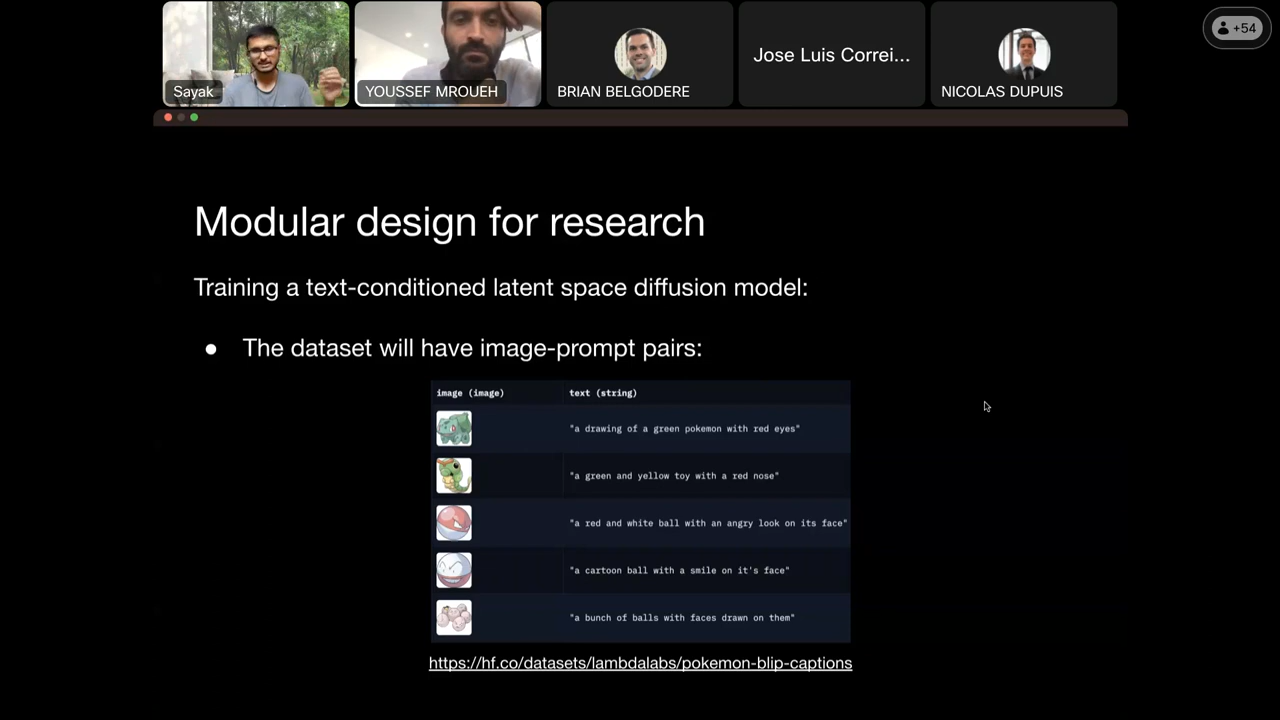 +54
Sayak
YOUSSEF MROUEH
BRIAN BELGODERE
Jose Luis Correi...
NICOLAS DUPUIS
Modular design for research
Training a text-conditioned latent space diffusion model:
● The dataset will have image-prompt pairs:
image (image) text (string)
"a drawing of a green pokemon with red eyes"
"a green and yellow toy with a red nose"
"a red and white ball with an angry look on its face"
"a cartoon ball with a smile on it's face"
"a bunch of balls with faces drawn on them"
https://hf.co/datasets/lambdalabs/pokemon-blip-captions